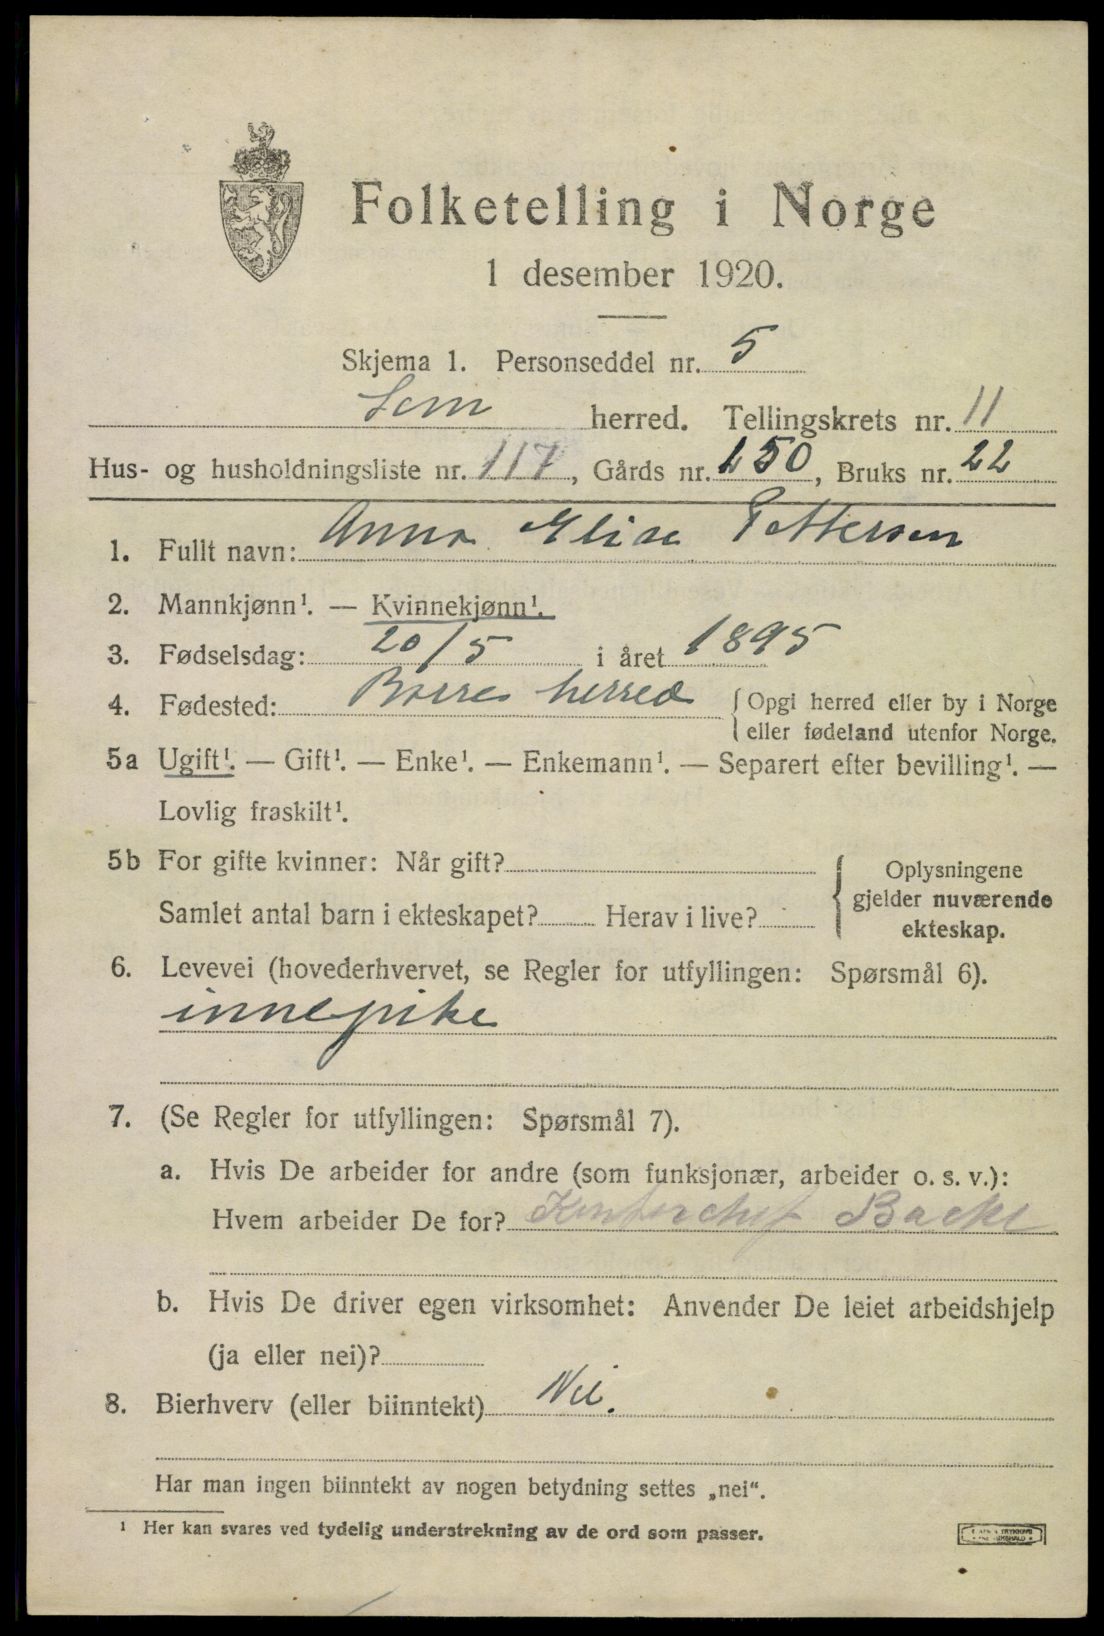 Folketelling i Norge
1 desember 1920.
Skjema 1. Personseddel nr. 5
Sem herred. Tellingskrets nr. 11
Hus- og husholdningsliste nr. 117, Gårds nr. 150, Bruks nr. 22
1. Fullt navn: Anna Elise Pettersen
2. Mannkjønn¹. — Kvinnekjønn¹.
3. Fødselsdag: 20/5 i året 1895
4. Fødested: Borres herred { Opgi herred eller by i Norge
eller fødeland utenfor Norge.
5a Ugift¹. — Gift¹. — Enke¹. — Enkemann¹. — Separert efter bevilling¹. —
Lovlig fraskilt¹.
5b For gifte kvinner: Når gift?
Samlet antal barn i ekteskapet? Herav i live?
{ Oplysningene
gjelder nuværende
ekteskap.
6. Levevei (hovederhvervet, se Regler for utfyllingen: Spørsmål 6).
innepike
7. (Se Regler for utfyllingen: Spørsmål 7).
a. Hvis De arbeider for andre (som funksjonær, arbeider o. s. v.):
Hvem arbeider De for? Kontorchef Backe
b. Hvis De driver egen virksomhet: Anvender De leiet arbeidshjelp
(ja eller nei)?
8. Bierhverv (eller biinntekt) Nei.
Har man ingen biinntekt av nogen betydning settes „nei“.
¹ Her kan svares ved tydelig understrekning av de ord som passer.